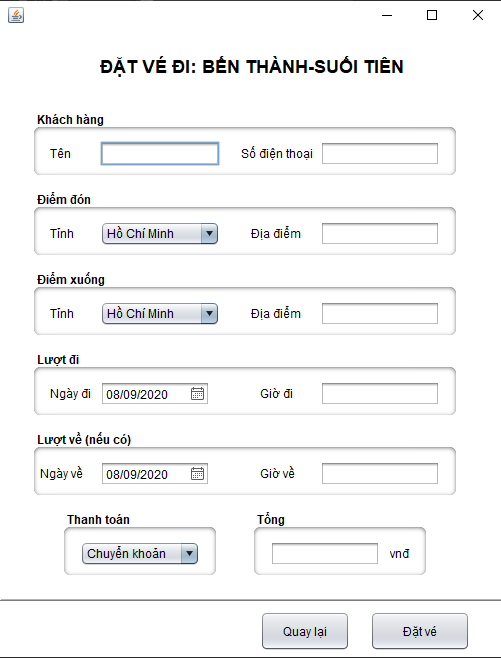 ĐẶT VÉ ĐI: BẾN THÀNH-SUỐI TIÊN
Khách hàng
Tên Số điện thoại
Điểm đón
Tỉnh Hồ Chí Minh Địa điểm
Điểm xuống
Tỉnh Hồ Chí Minh Địa điểm
Lượt đi
Ngày đi 08/09/2020 Giờ đi
Lượt về (nếu có)
Ngày về 08/09/2020 Giờ về
Thanh toán Tổng
Chuyển khoản vnđ
Quay lại Đặt vé